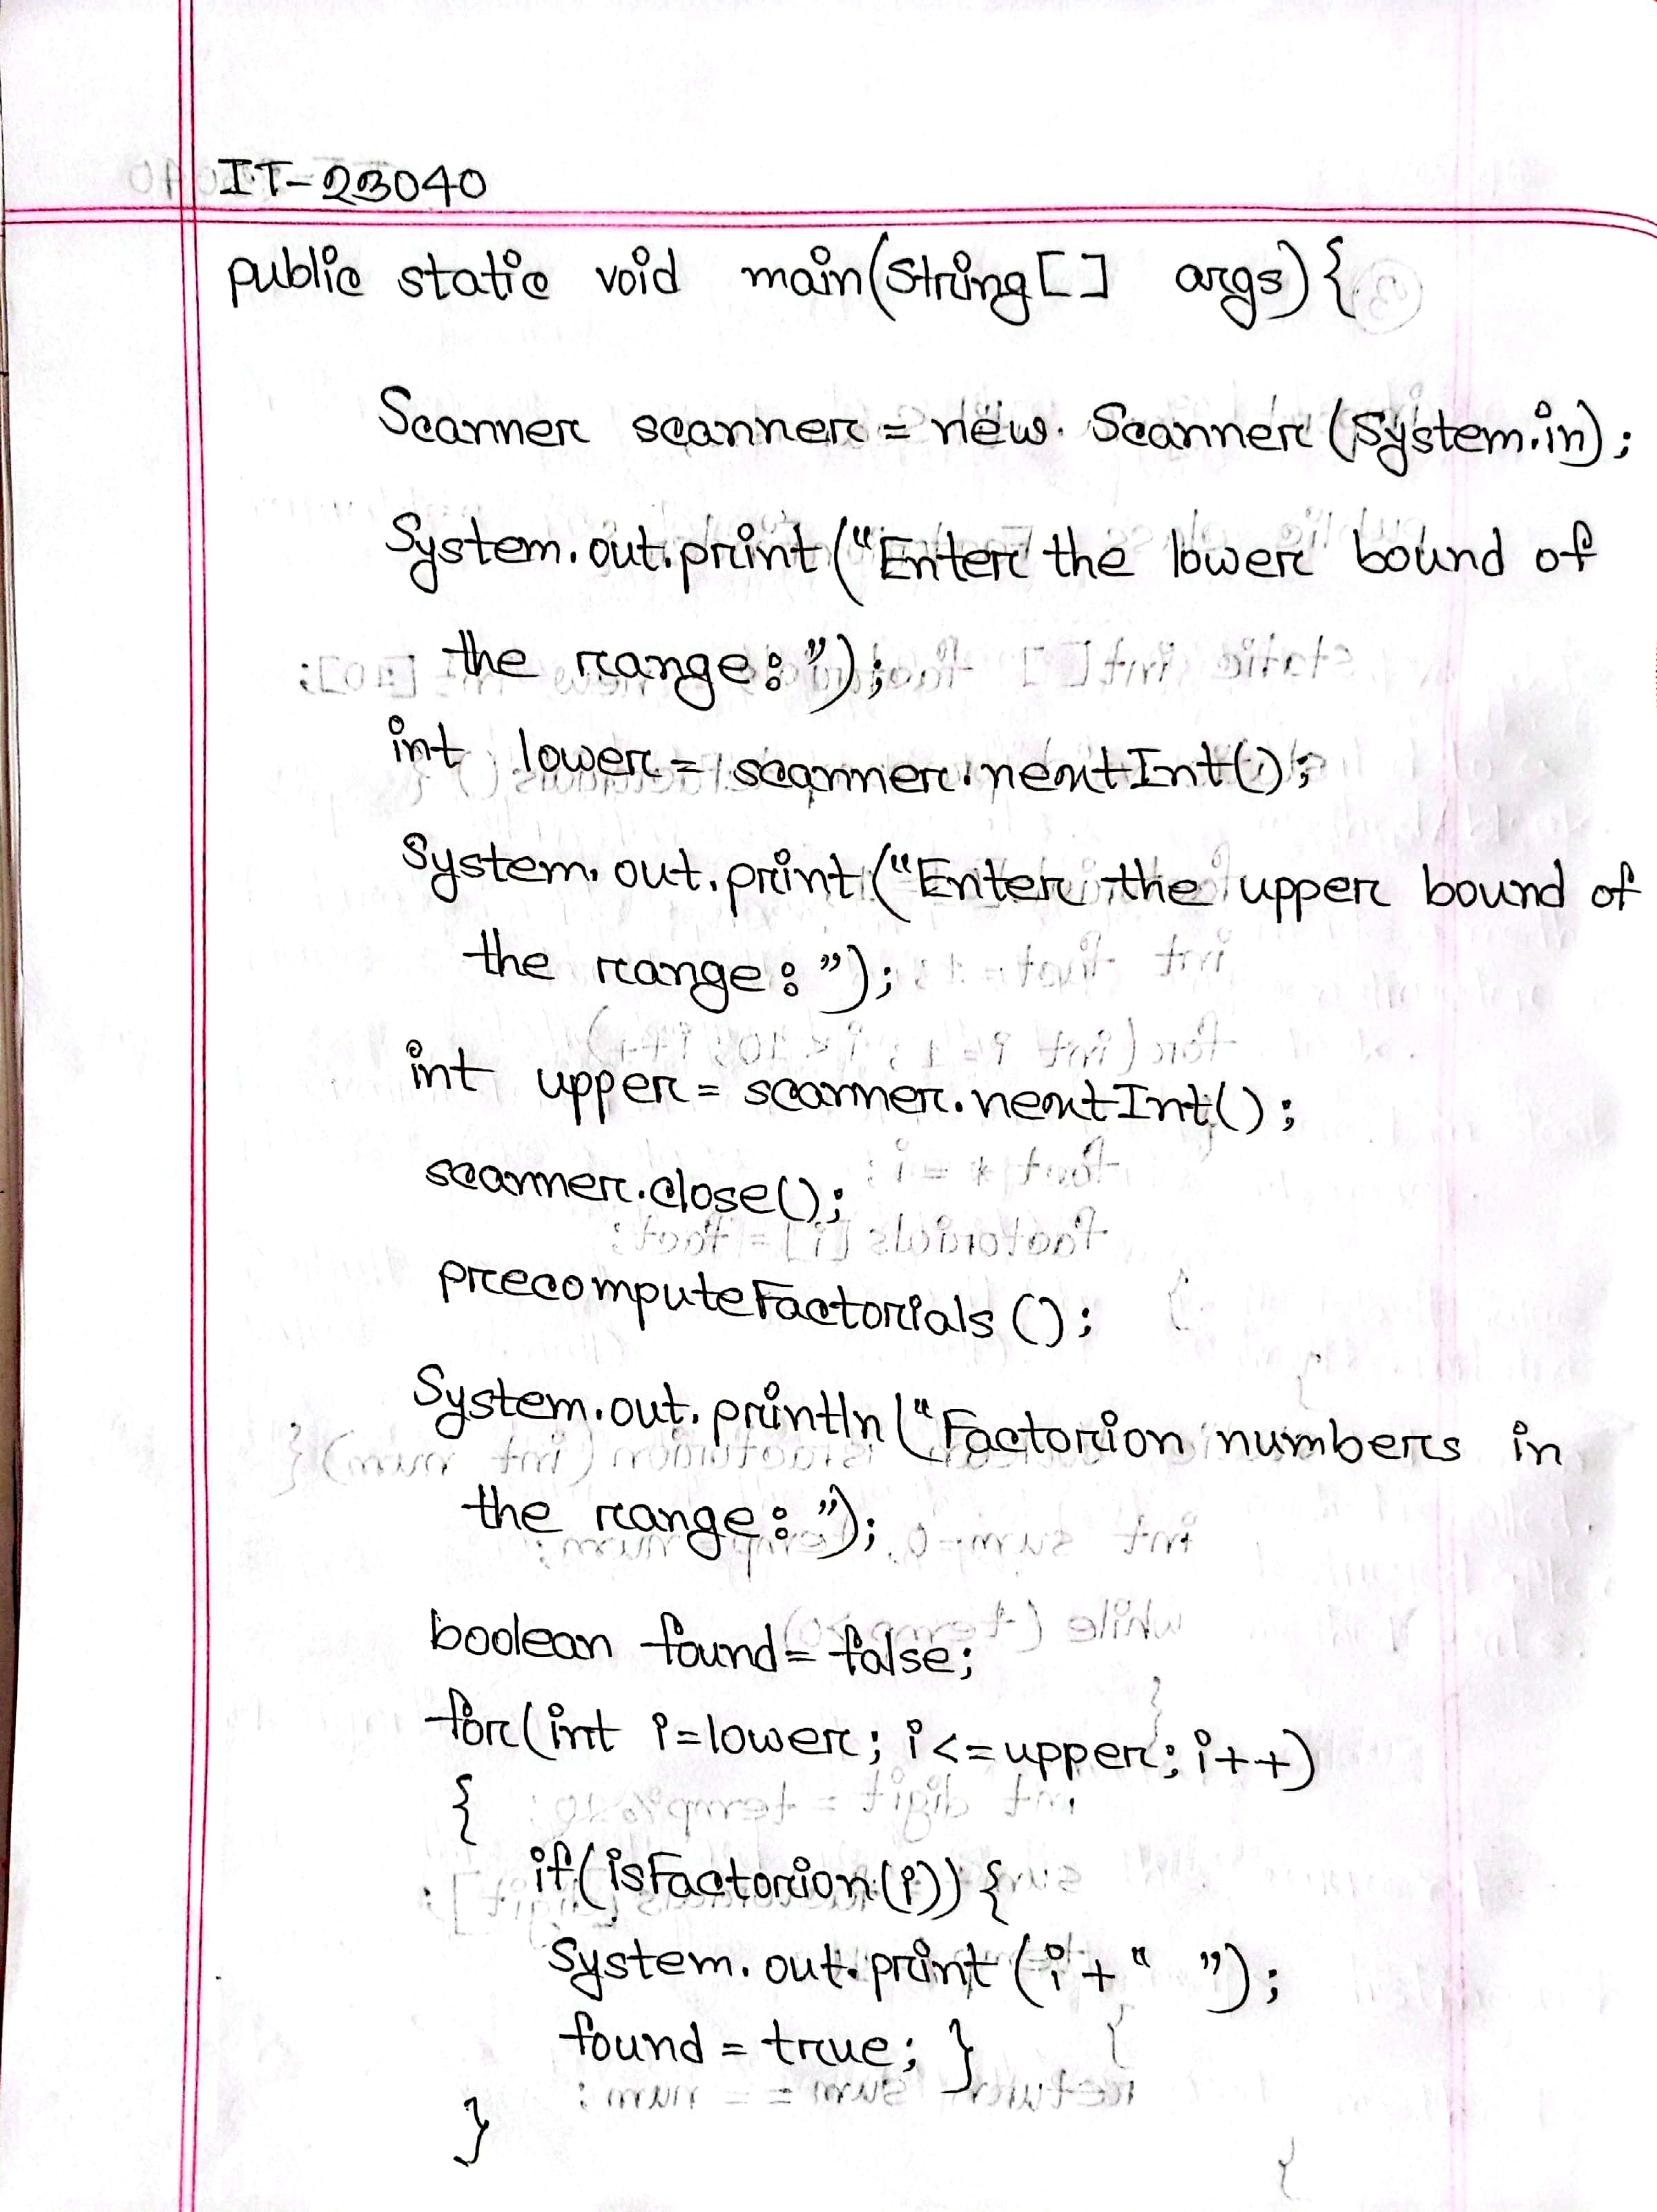 IT-23040
public static void main(String[] args){
Scanner scanner = new Scanner(System.in);
System.out.print("Enter the lower bound of
the range:");
int lower = scanner.nextInt();
System.out.print("Enter the upper bound of
the range:");
int upper = scanner.nextInt();
scanner.close();
precomputeFactorials();
System.out.println("Factorion numbers in
the range:");
boolean found = false;
for(int i=lower; i<=upper; i++)
{
if(isFactorion(i)){
System.out.print(i+" ");
found = true; }
}